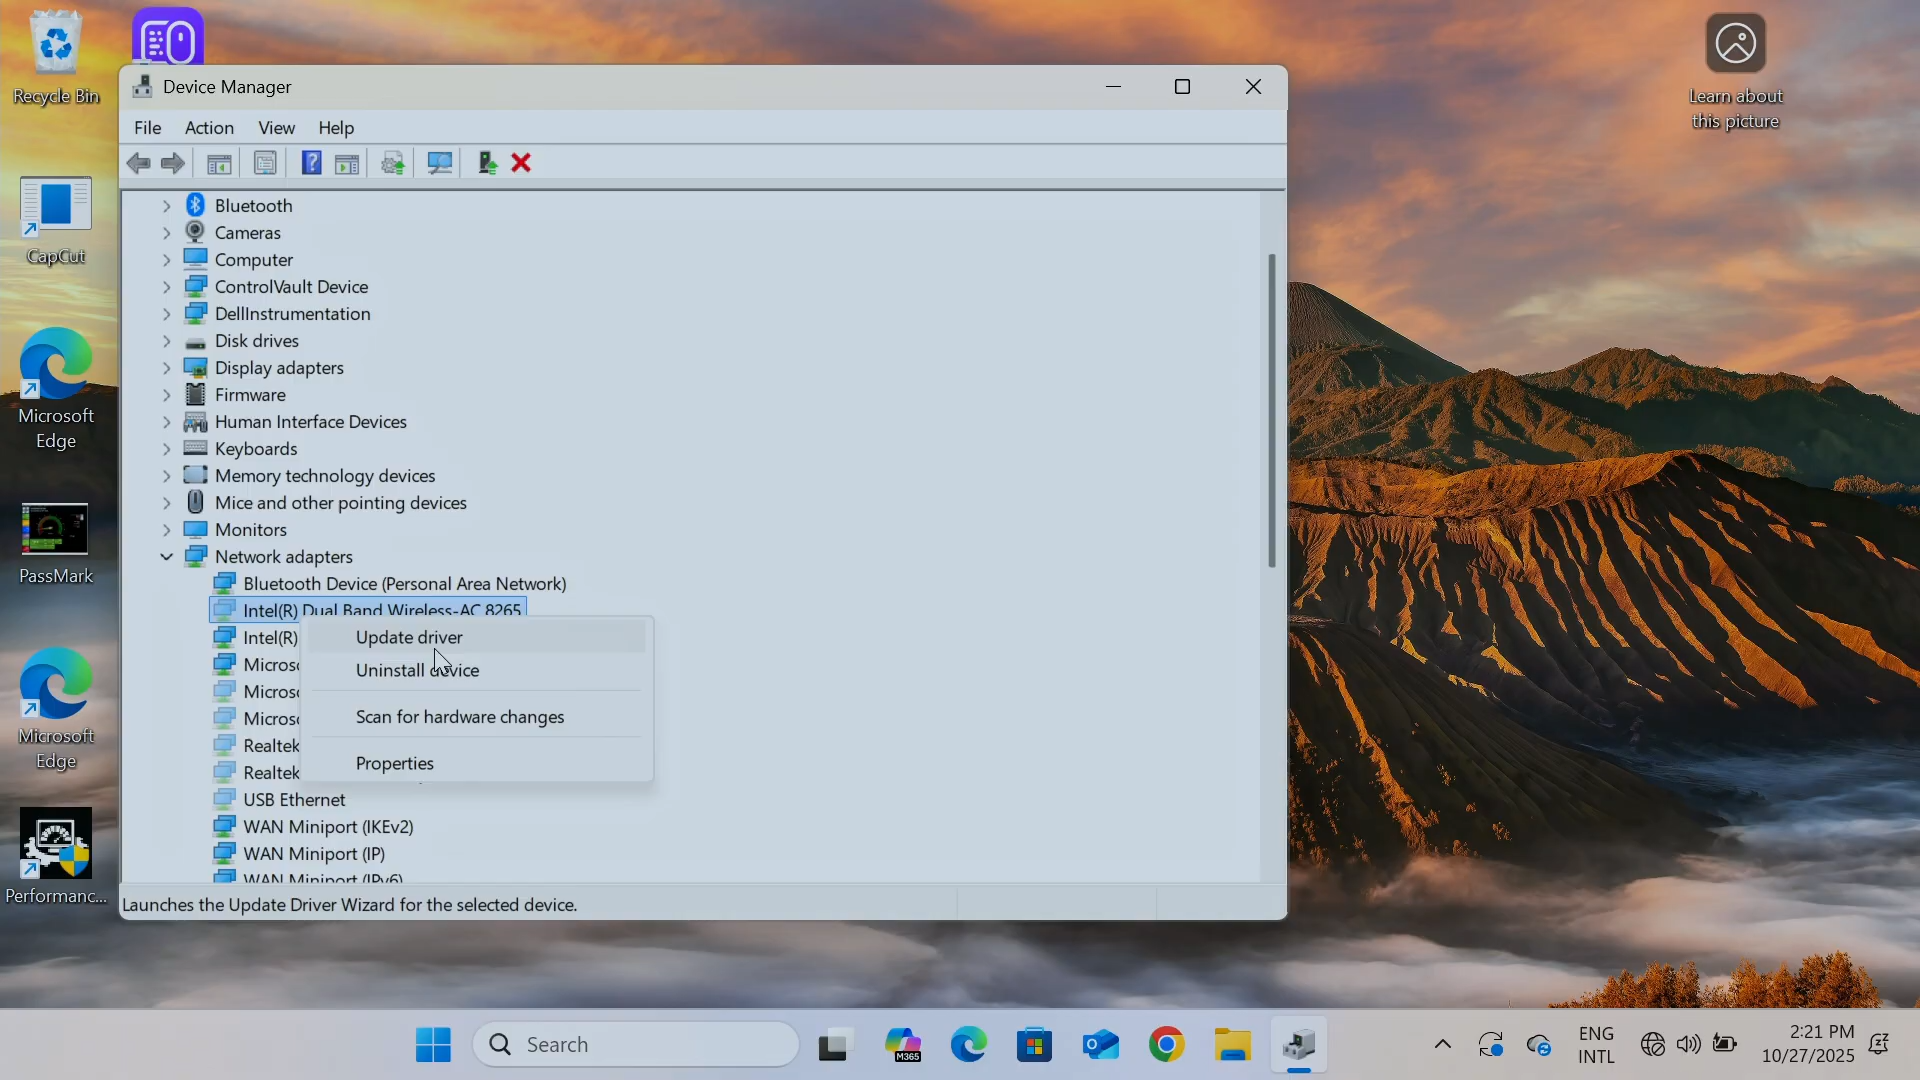 Recycle Bin
CapCut
Microsoft
Edge
PassMark
Microsoft
Edge
Performanc...
Learn about
this picture
Device Manager
File Action View Help
Bluetooth
Cameras
Computer
ControlVault Device
DellInstrumentation
Disk drives
Display adapters
Firmware
Human Interface Devices
Keyboards
Memory technology devices
Mice and other pointing devices
Monitors
Network adapters
Bluetooth Device (Personal Area Network)
Intel(R) Dual Band Wireless-AC 8265
Intel(R)
Microso
Microso
Microso
Realtek
Realtek
USB Ethernet
WAN Miniport (IKEv2)
WAN Miniport (IP)
WAN Miniport (IPv6)
Update driver
Uninstall device
Scan for hardware changes
Properties
Launches the Update Driver Wizard for the selected device.
Search
M365
ENG
INTL
2:21 PM
10/27/2025